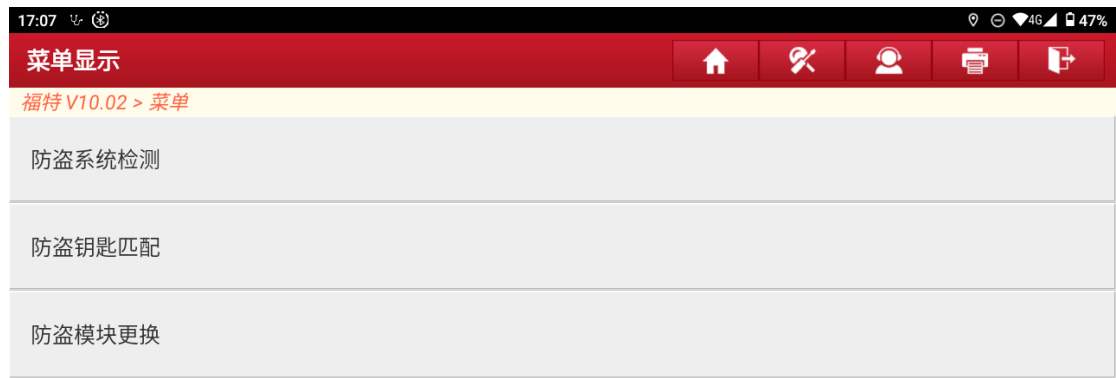 17:07 4G 47%
菜单显示
福特 V10.02 > 菜单
防盗系统检测
防盗钥匙匹配
防盗模块更换